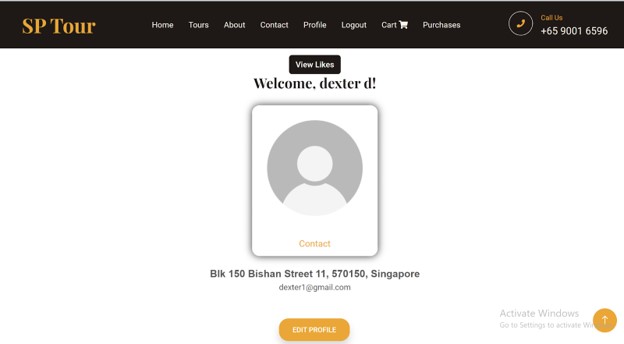 SP Tour
Home Tours About Contact Profile Logout Cart Purchases
Call Us
+65 9001 6596
View Likes
Welcome, dexter d!
Contact
Blk 150 Bishan Street 11, 570150, Singapore
dexter1@gmail.com
EDIT PROFILE
Activate Windows
Go to Settings to activate